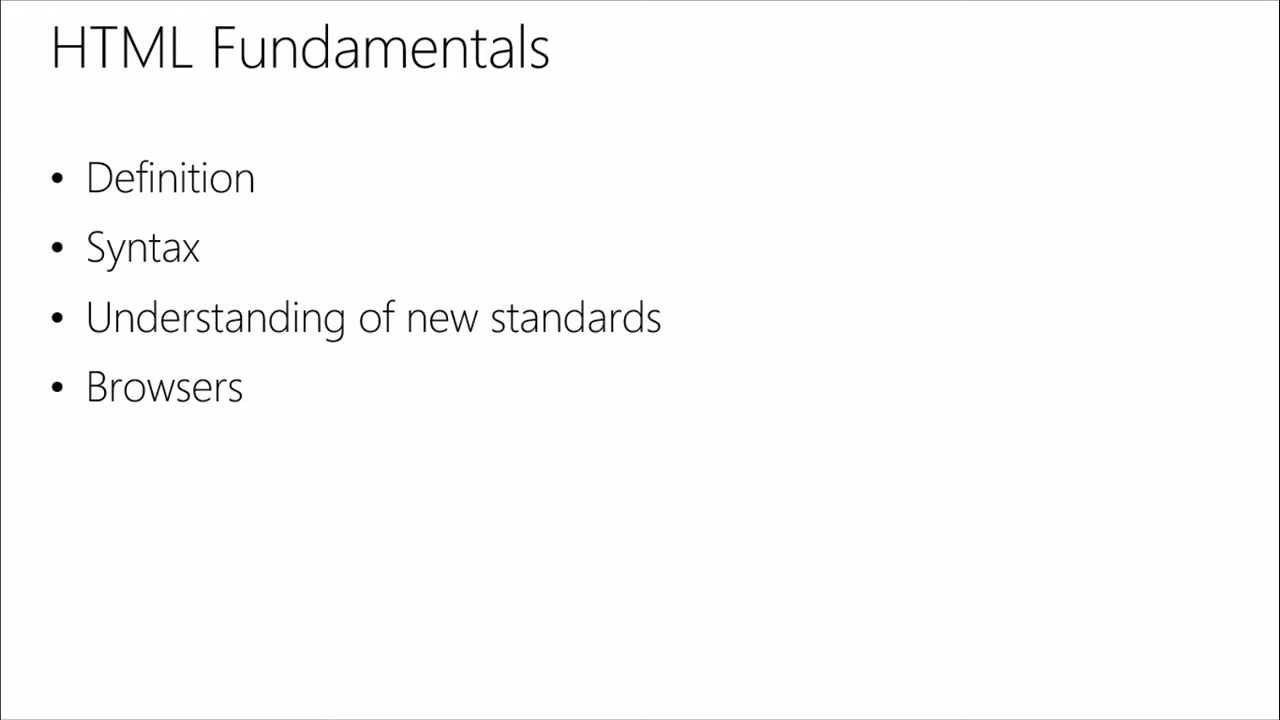 HTML Fundamentals
• Definition
• Syntax
• Understanding of new standards
• Browsers